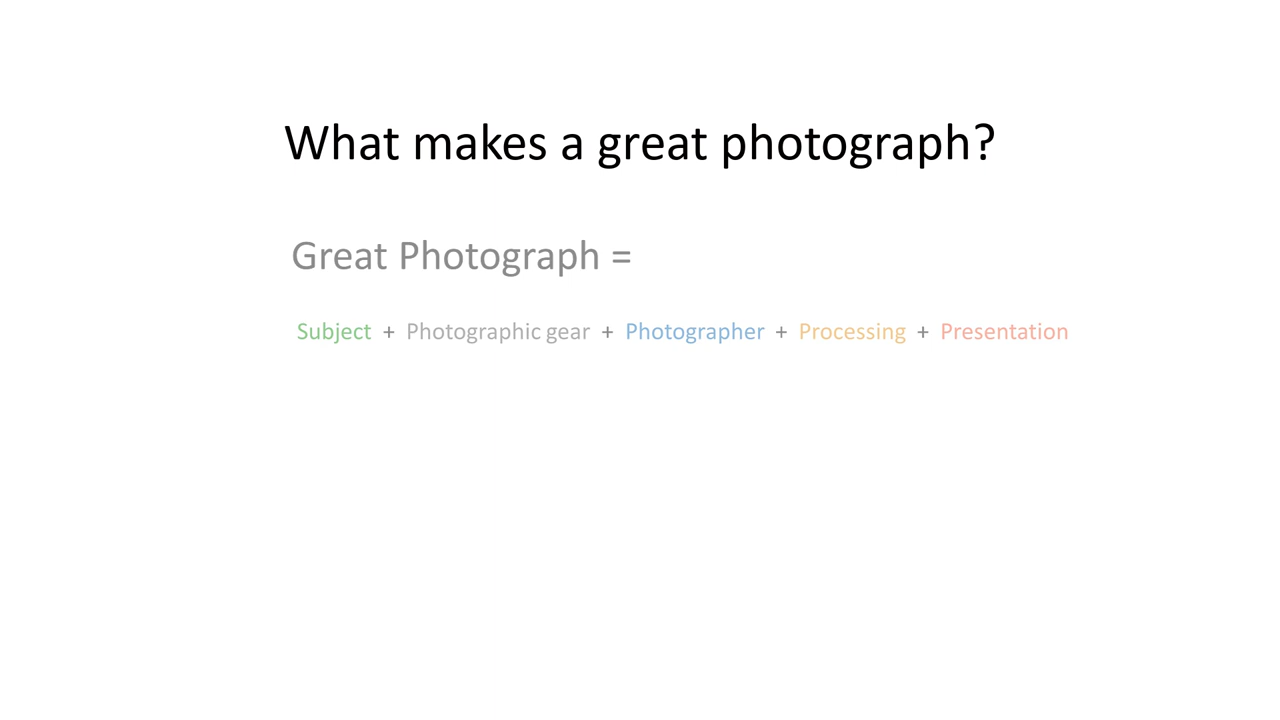 What makes a great photograph?
Great Photograph =
Subject + Photographic gear + Photographer + Processing + Presentation